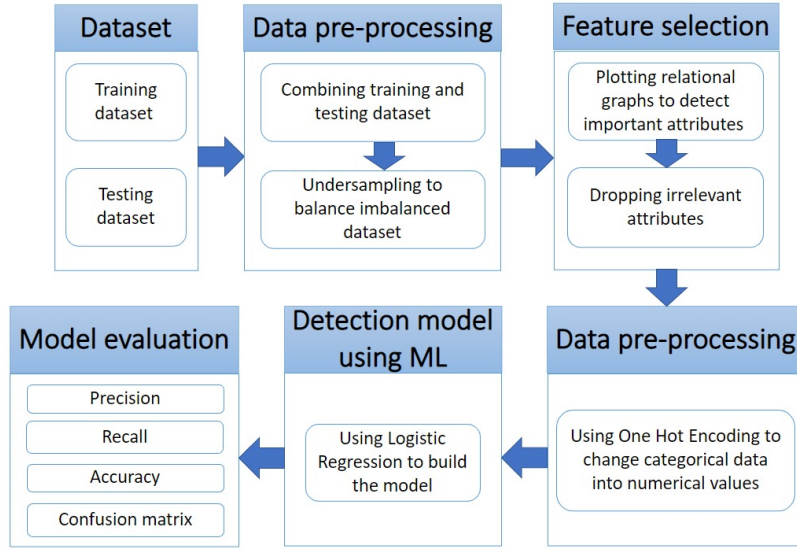 Dataset
Training
dataset
Testing
dataset
Data pre-processing
Combining training and
testing dataset
Undersampling to
balance imbalanced
dataset
Feature selection
Plotting relational
graphs to detect
important attributes
Dropping irrelevant
attributes
Data pre-processing
Using One Hot Encoding to
change categorical data
into numerical values
Detection model
using ML
Using Logistic
Regression to build
the model
Model evaluation
Precision
Recall
Accuracy
Confusion matrix